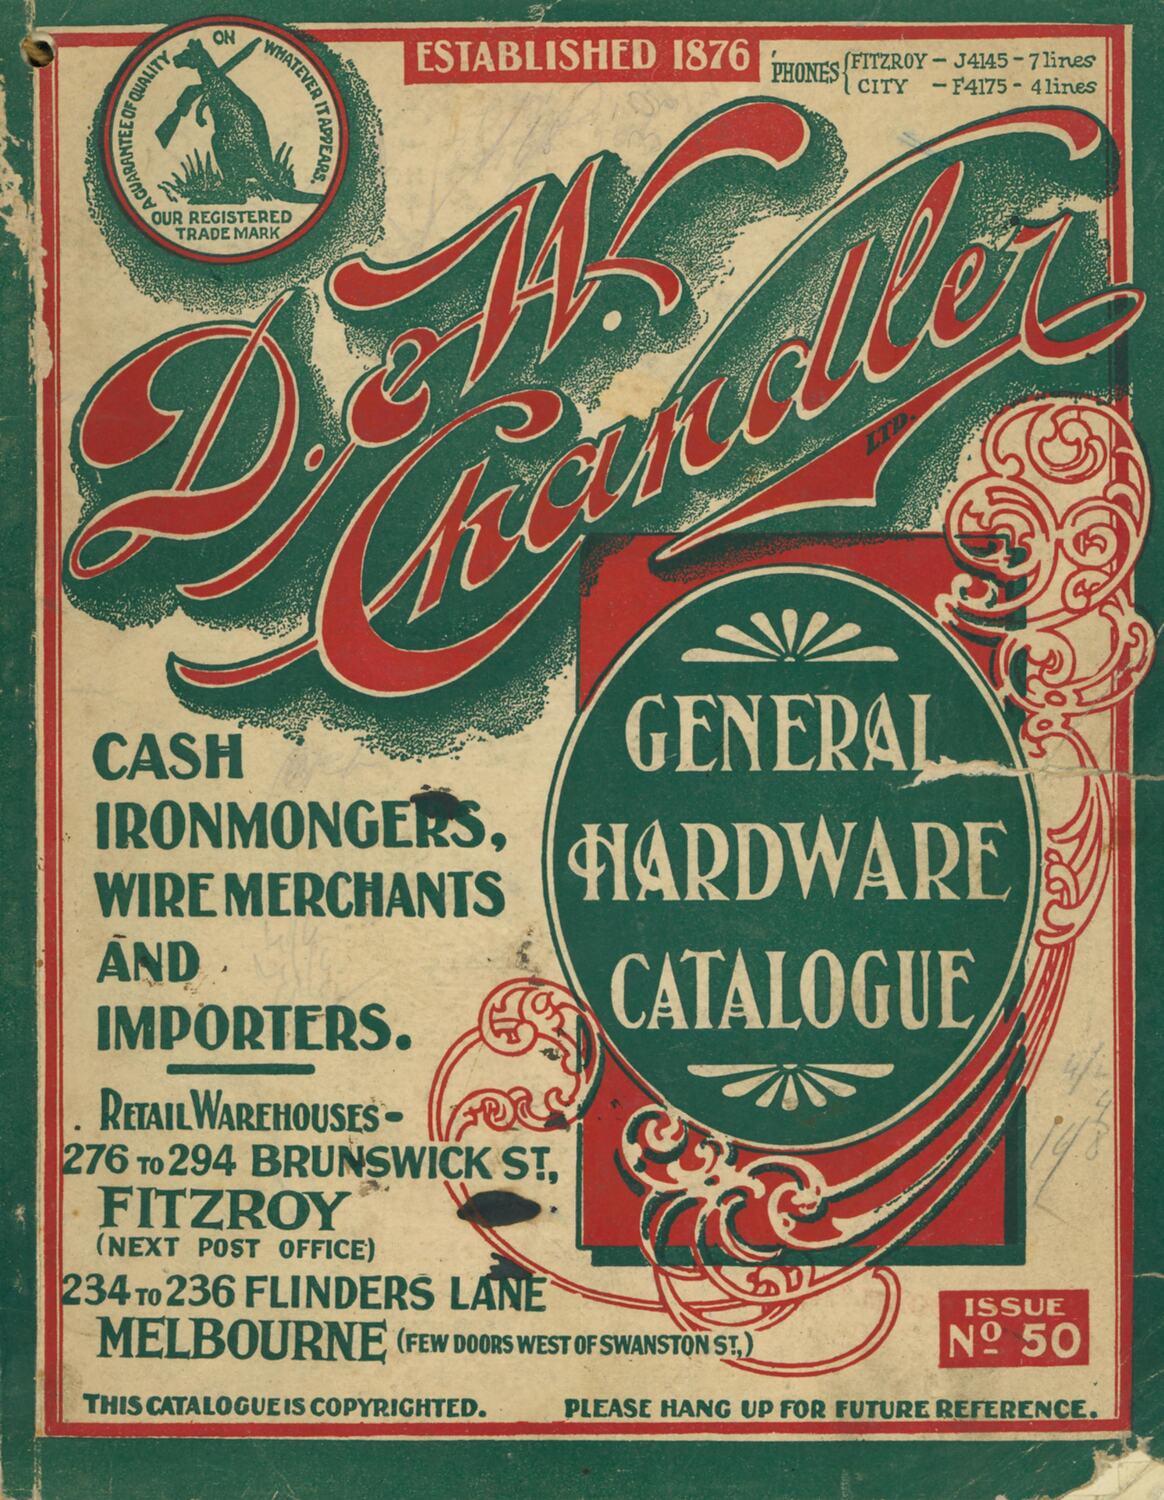 A GUARANTEE OF QUALITY ON WHATEVER IT APPEARS.
OUR REGISTERED
TRADE MARK
ESTABLISHED 1876
'PHONES { FITZROY – J4145 – 7 lines
CITY – F4175 – 4 lines
D. & W.
Chandler
LTD.
GENERAL
HARDWARE
CATALOGUE
CASH
IRONMONGERS,
WIRE MERCHANTS
AND
IMPORTERS.
RETAIL WAREHOUSES-
276 TO 294 BRUNSWICK ST.,
FITZROY
(NEXT POST OFFICE)
234 TO 236 FLINDERS LANE
MELBOURNE (FEW DOORS WEST OF SWANSTON ST.,)
ISSUE
No 50
THIS CATALOGUE IS COPYRIGHTED.
PLEASE HANG UP FOR FUTURE REFERENCE.